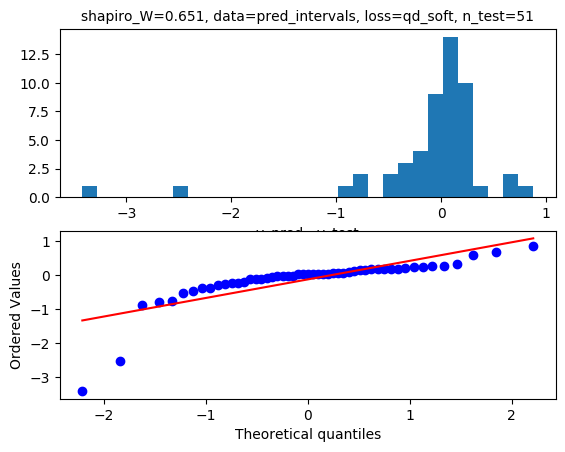 shapiro_W=0.651, data=pred_intervals, loss=qd_soft, n_test=51
12.5
10.0
7.5
5.0
2.5
0.0
−3 −2 −1 0 1
1
0
−1
−2
−3
Ordered Values
−2 −1 0 1 2
Theoretical quantiles